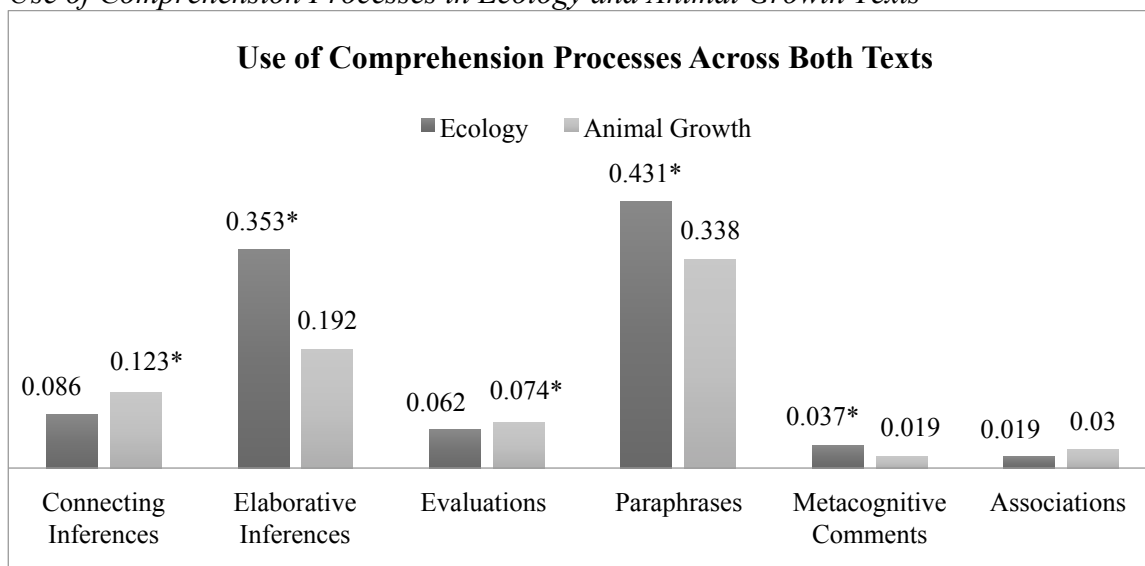 Use of Comprehension Processes in Ecology and Animal Growth Texts
Use of Comprehension Processes Across Both Texts
Ecology Animal Growth
0.086 0.123* 0.353* 0.192 0.062 0.074* 0.431* 0.338 0.037* 0.019 0.019 0.03
Connecting Elaborative Evaluations Paraphrases Metacognitive Associations
Inferences Inferences Comments